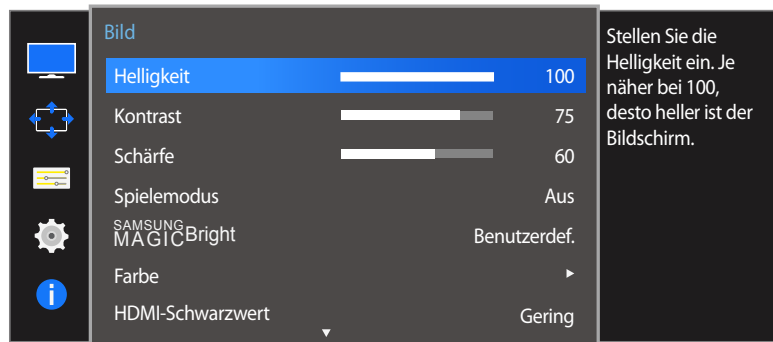 Bild
Helligkeit 100
Kontrast 75
Schärfe 60
Spielemodus Aus
SAMSUNG
MAGICBright Benutzerdef.
Farbe
HDMI-Schwarzwert Gering
Stellen Sie die
Helligkeit ein. Je
näher bei 100,
desto heller ist der
Bildschirm.
i